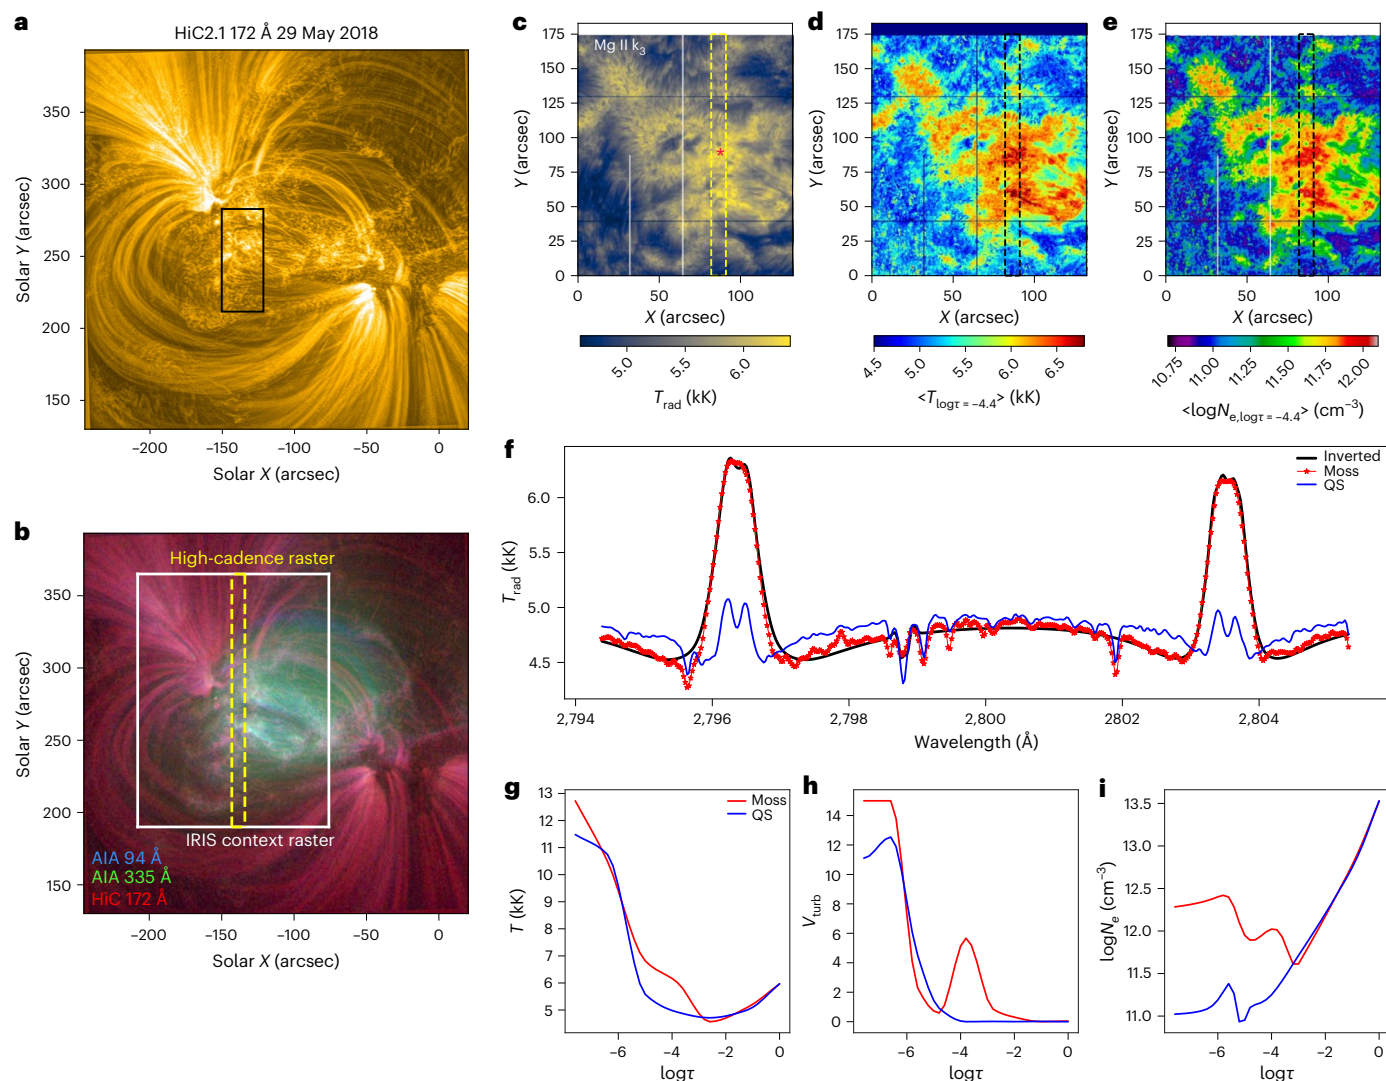 a
HiC2.1 172 Å 29 May 2018
Solar Y (arcsec)
350
300
250
200
150
−200 −150 −100 −50 0
Solar X (arcsec)
b
High-cadence raster
IRIS context raster
AIA 94 Å
AIA 335 Å
HiC 172 Å
Solar Y (arcsec)
350
300
250
200
150
−200 −150 −100 −50 0
Solar X (arcsec)
c
Mg II k3
*
Y (arcsec)
175
150
125
100
75
50
25
0
0 50 100
X (arcsec)
5.0 5.5 6.0
Trad (kK)
d
Y (arcsec)
175
150
125
100
75
50
25
0
0 50 100
X (arcsec)
4.5 5.0 5.5 6.0 6.5
<Tlogτ = −4.4> (kK)
e
Y (arcsec)
175
150
125
100
75
50
25
0
0 50 100
X (arcsec)
10.75 11.00 11.25 11.50 11.75 12.00
<logNe,logτ = −4.4> (cm−3)
f
Trad (kK)
6.0
5.5
5.0
4.5
Inverted
Moss
QS
2,794 2,796 2,798 2,800 2,802 2,804
Wavelength (Å)
g
T (kK)
13
12
11
10
9
8
7
6
5
Moss
QS
−6 −4 −2 0
logτ
h
Vturb
14
12
10
8
6
4
2
0
−6 −4 −2 0
logτ
i
logNe (cm−3)
13.5
13.0
12.5
12.0
11.5
11.0
−6 −4 −2 0
logτ